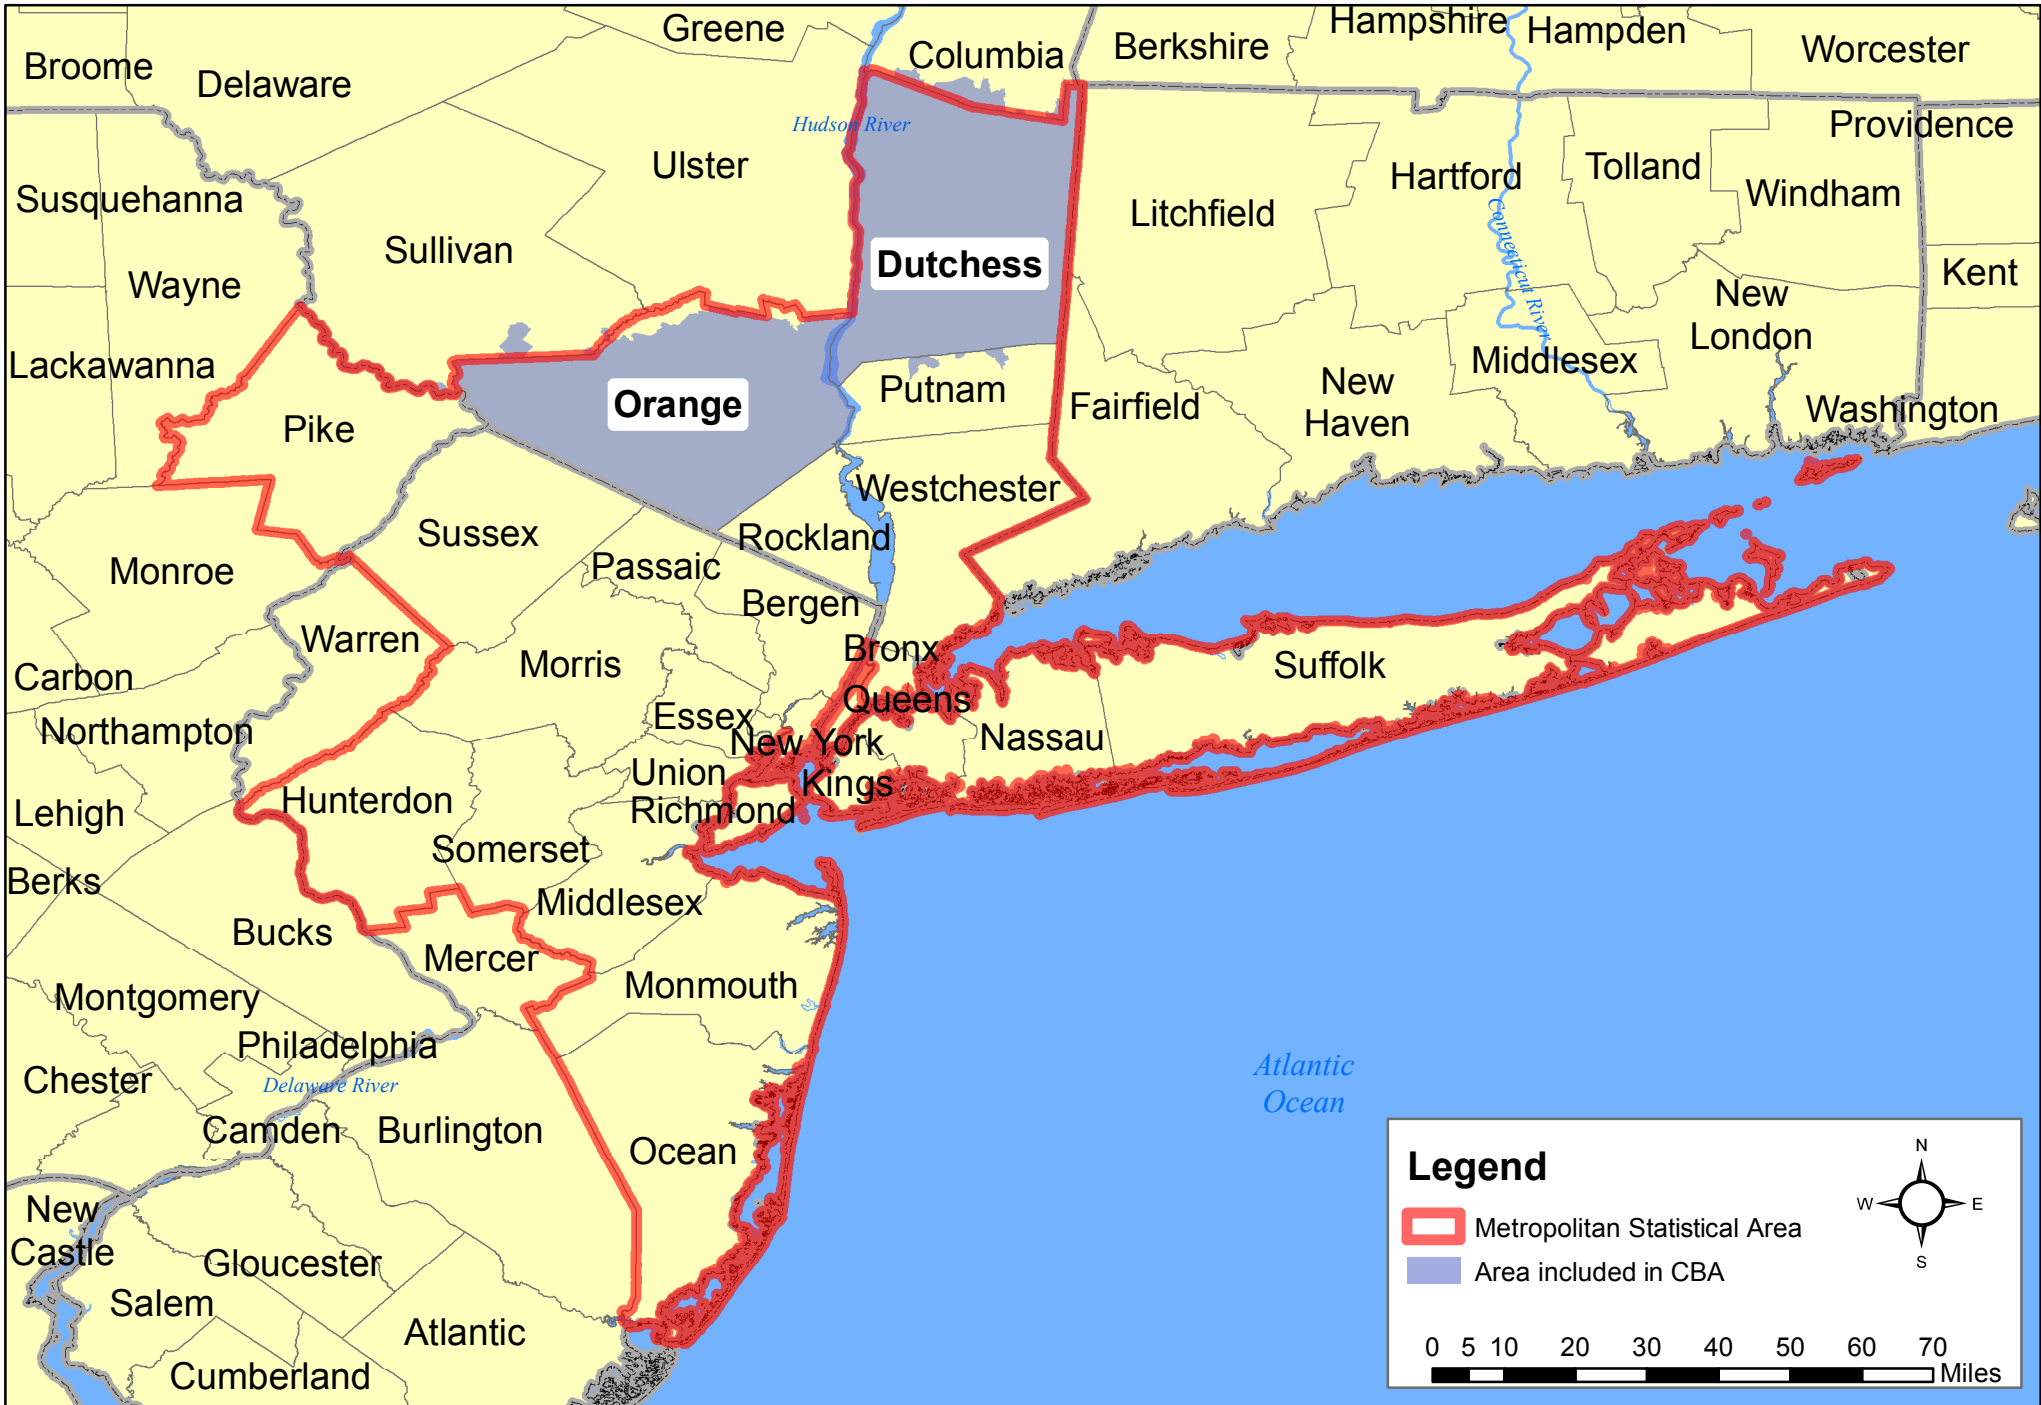 Greene
Hampshire
Hampden
Columbia
Berkshire
Worcester
Broome
Delaware
Hudson River
Providence
Ulster
Hartford
Tolland
Windham
Susquehanna
Litchfield
Connecticut River
Sullivan
Dutchess
Wayne
Kent
New
London
Lackawanna
Middlesex
Putnam
New
Haven
Orange
Fairfield
Washington
Pike
Westchester
Sussex
Rockland
Passaic
Monroe
Bergen
Warren
Bronx
Morris
Suffolk
Carbon
Queens
Essex
Northampton
New York
Nassau
Union
Kings
Hunterdon
Richmond
Lehigh
Somerset
Berks
Middlesex
Bucks
Mercer
Monmouth
Montgomery
Philadelphia
Atlantic
Ocean
Chester
Delaware River
Camden
Burlington
Ocean
New
Castle
Gloucester
Salem
Atlantic
Cumberland
Legend
N
W
E
S
Metropolitan Statistical Area
Area included in CBA
0 5 10 20 30 40 50 60 70
Miles